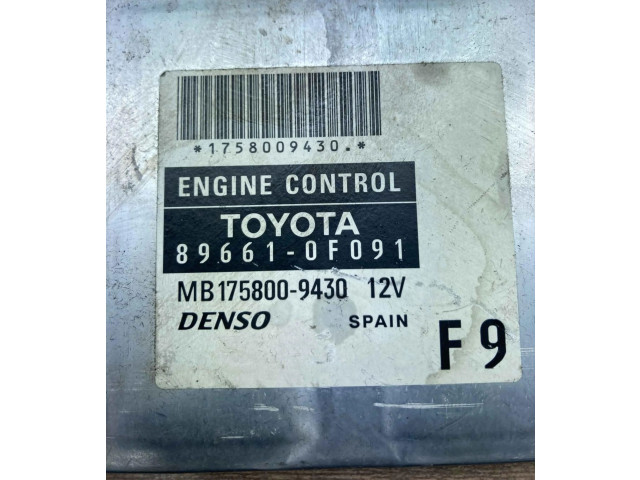 *1758009430.*
ENGINE CONTROL
TOYOTA
89661-0F091
MB175800-9430 12V
DENSO SPAIN
F9